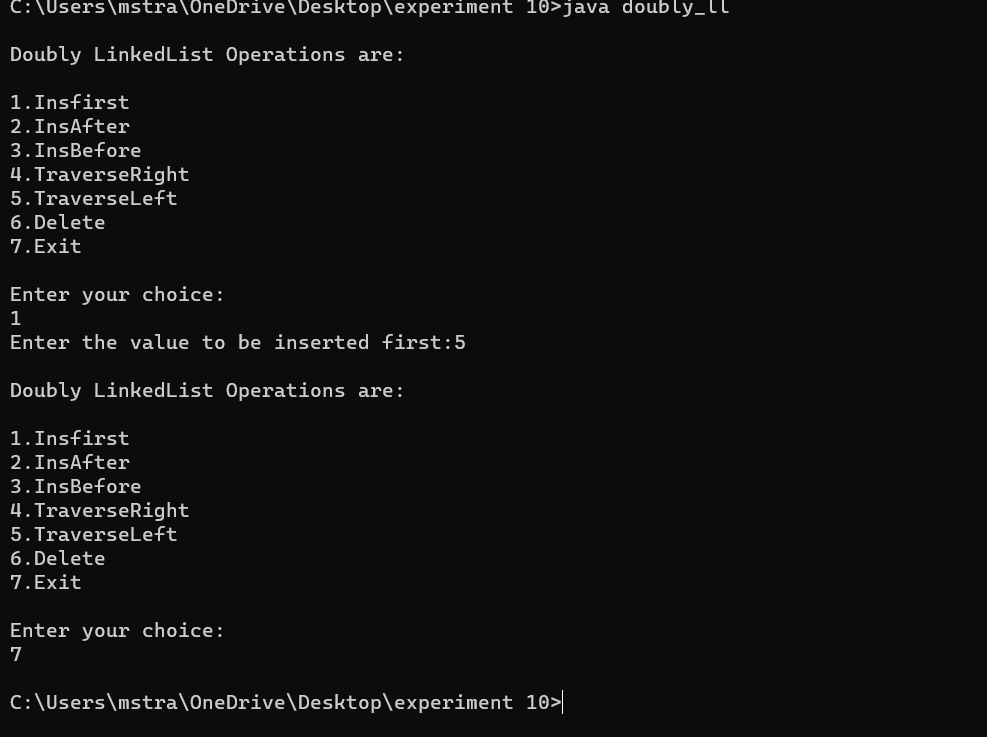 C:\Users\mstra\OneDrive\Desktop\experiment 10>java doubly_ll
Doubly LinkedList Operations are:
1.Insfirst
2.InsAfter
3.InsBefore
4.TraverseRight
5.TraverseLeft
6.Delete
7.Exit
Enter your choice:
1
Enter the value to be inserted first:5
Doubly LinkedList Operations are:
1.Insfirst
2.InsAfter
3.InsBefore
4.TraverseRight
5.TraverseLeft
6.Delete
7.Exit
Enter your choice:
7
C:\Users\mstra\OneDrive\Desktop\experiment 10>